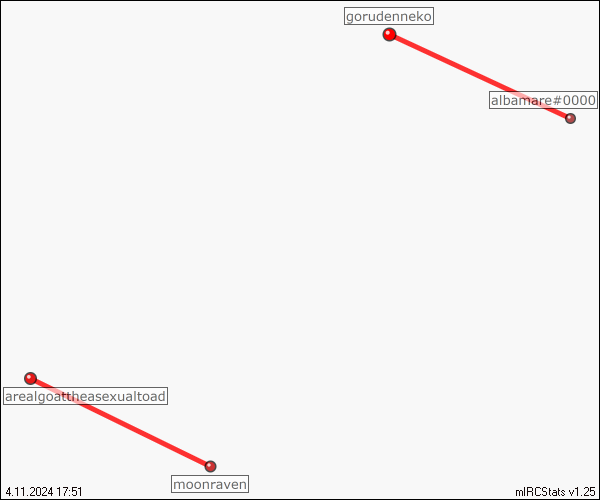 gorudenneko
albamare#0000
arealgoattheasexualtoad
moonraven
4.11.2024 17:51
mIRCStats v1.25